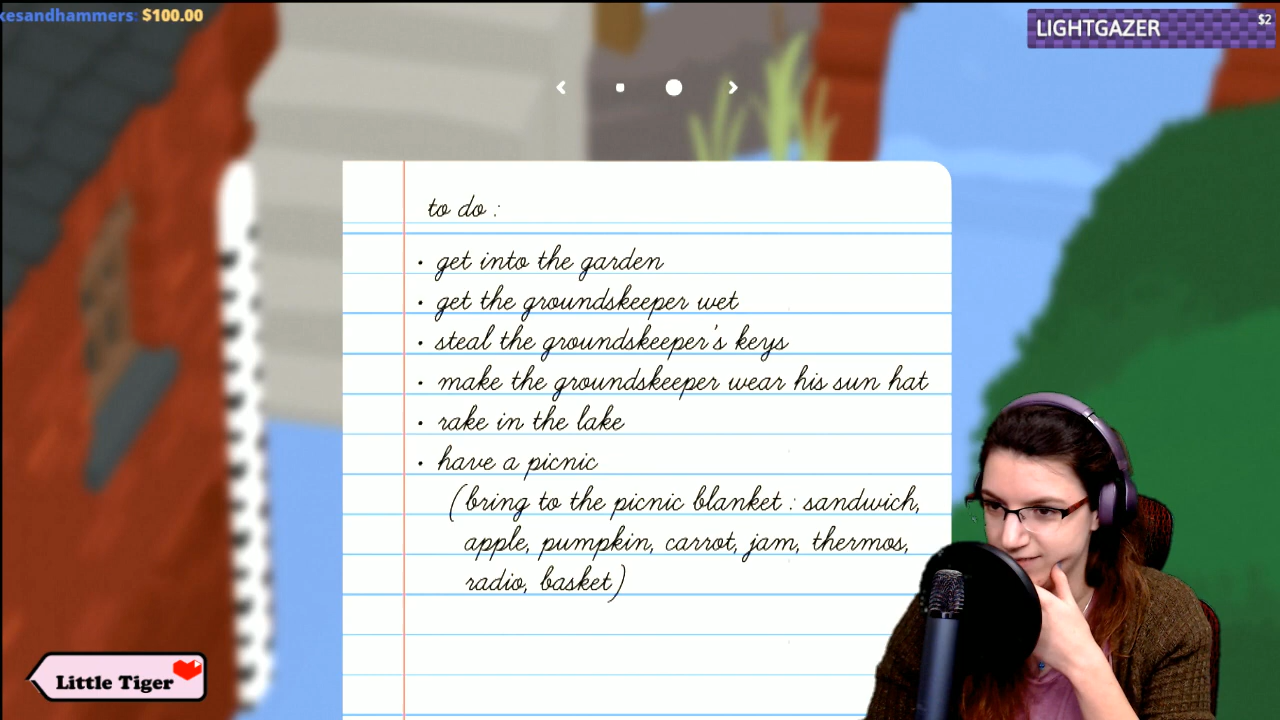 kesandhammers: $100.00
LIGHTGAZER
$2
to do :
· get into the garden
· get the groundskeeper wet
· steal the groundskeeper's keys
· make the groundskeeper wear his sun hat
· rake in the lake
· have a picnic
(bring to the picnic blanket : sandwich,
apple, pumpkin, carrot, jam, thermos,
radio, basket)
Little Tiger